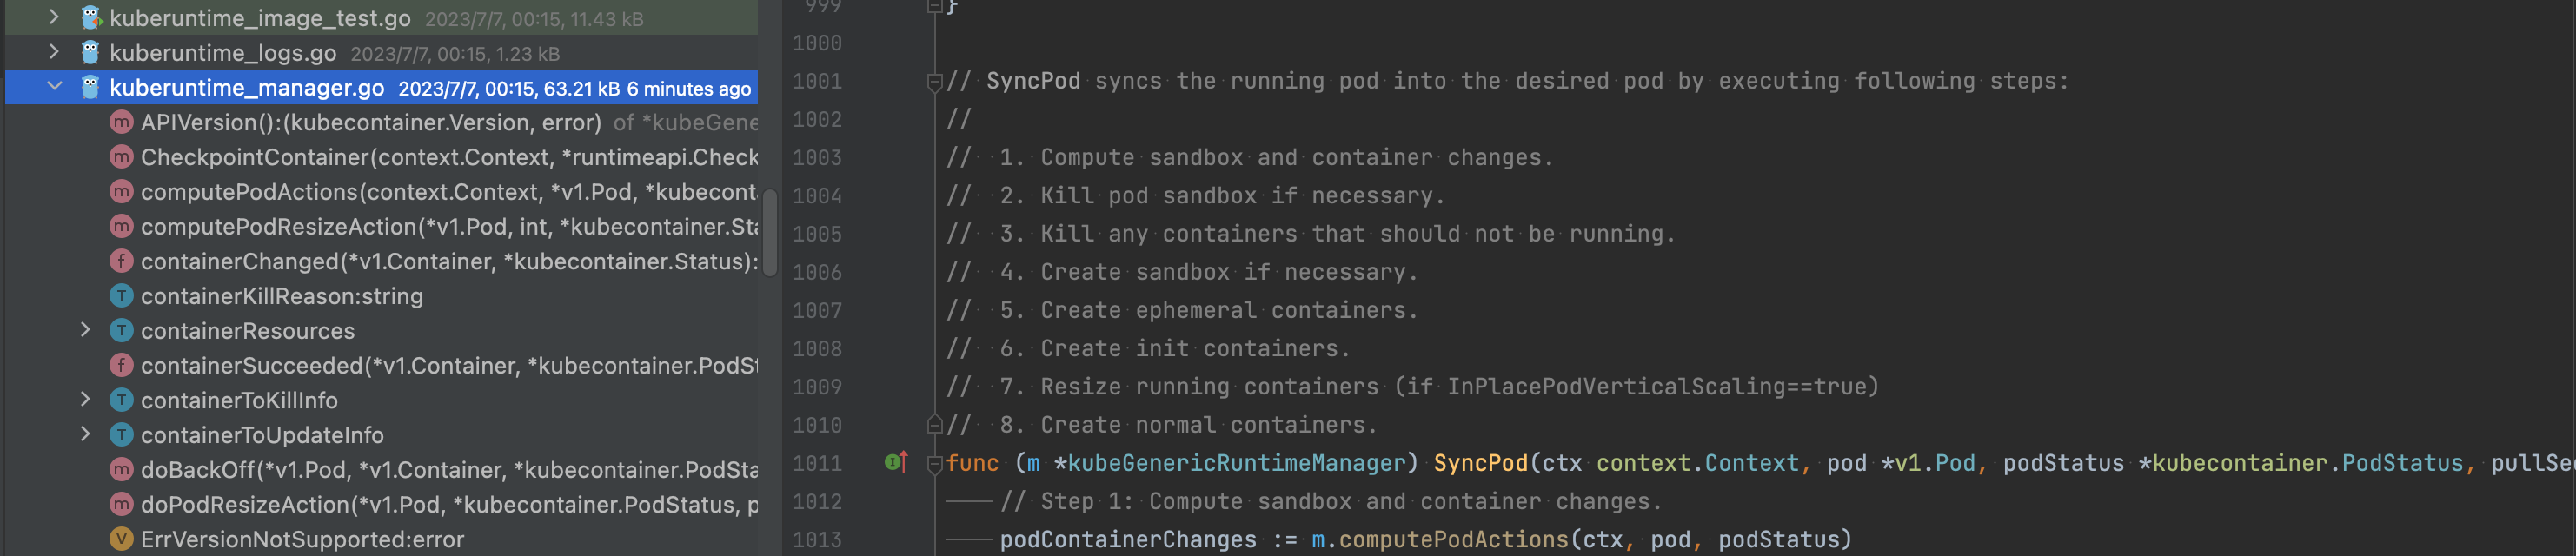 kuberuntime_image_test.go 2023/7/7, 00:15, 11.43 kB
kuberuntime_logs.go 2023/7/7, 00:15, 1.23 kB
kuberuntime_manager.go 2023/7/7, 00:15, 63.21 kB 6 minutes ago
m APIVersion():(kubecontainer.Version, error) of *kubeGene
m CheckpointContainer(context.Context, *runtimeapi.Check
m computePodActions(context.Context, *v1.Pod, *kubecont
m computePodResizeAction(*v1.Pod, int, *kubecontainer.Sta
f containerChanged(*v1.Container, *kubecontainer.Status):
T containerKillReason:string
T containerResources
f containerSucceeded(*v1.Container, *kubecontainer.PodSt
T containerToKillInfo
T containerToUpdateInfo
m doBackOff(*v1.Pod, *v1.Container, *kubecontainer.PodSta
m doPodResizeAction(*v1.Pod, *kubecontainer.PodStatus, p
V ErrVersionNotSupported:error
999 }
1000
1001 // SyncPod syncs the running pod into the desired pod by executing following steps:
1002 //
1003 // 1. Compute sandbox and container changes.
1004 // 2. Kill pod sandbox if necessary.
1005 // 3. Kill any containers that should not be running.
1006 // 4. Create sandbox if necessary.
1007 // 5. Create ephemeral containers.
1008 // 6. Create init containers.
1009 // 7. Resize running containers (if InPlacePodVerticalScaling==true)
1010 // 8. Create normal containers.
1011 func (m *kubeGenericRuntimeManager) SyncPod(ctx context.Context, pod *v1.Pod, podStatus *kubecontainer.PodStatus, pullSe
1012 // Step 1: Compute sandbox and container changes.
1013 podContainerChanges := m.computePodActions(ctx, pod, podStatus)